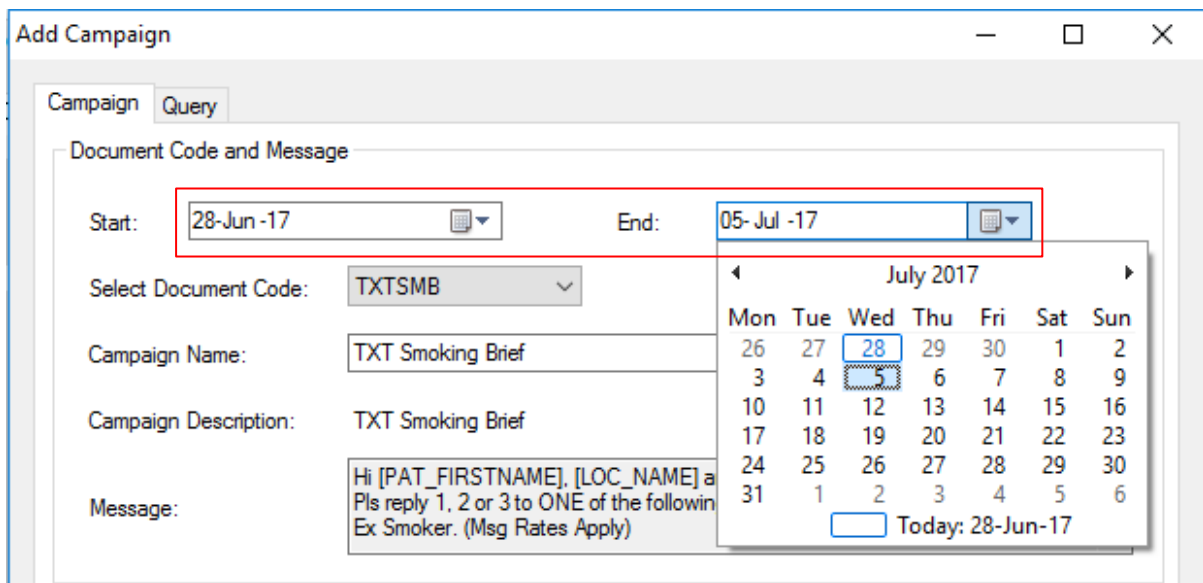 Add Campaign
Campaign Query
Document Code and Message
Start: 28-Jun -17 End: 05- Jul -17
Select Document Code: TXTSMB
Campaign Name: TXT Smoking Brief
Campaign Description: TXT Smoking Brief
Message:
Hi [PAT_FIRSTNAME], [LOC_NAME]
Pls reply 1, 2 or 3 to ONE of the
Ex Smoker. (Msg Rates Apply)
July 2017
Mon Tue Wed Thu Fri Sat Sun
26 27 28 29 30 1 2
3 4 5 6 7 8 9
10 11 12 13 14 15 16
17 18 19 20 21 22 23
24 25 26 27 28 29 30
31 1 2 3 4 5 6
Today: 28-Jun-17